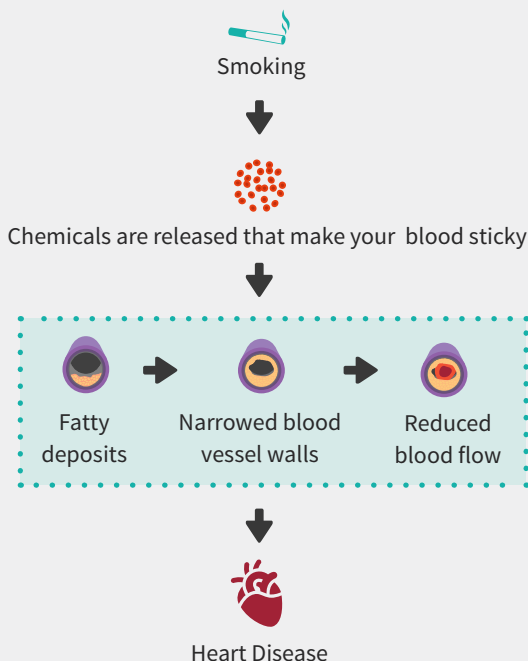 Smoking
Chemicals are released that make your blood sticky
Fatty
deposits
Narrowed blood
vessel walls
Reduced
blood flow
Heart Disease